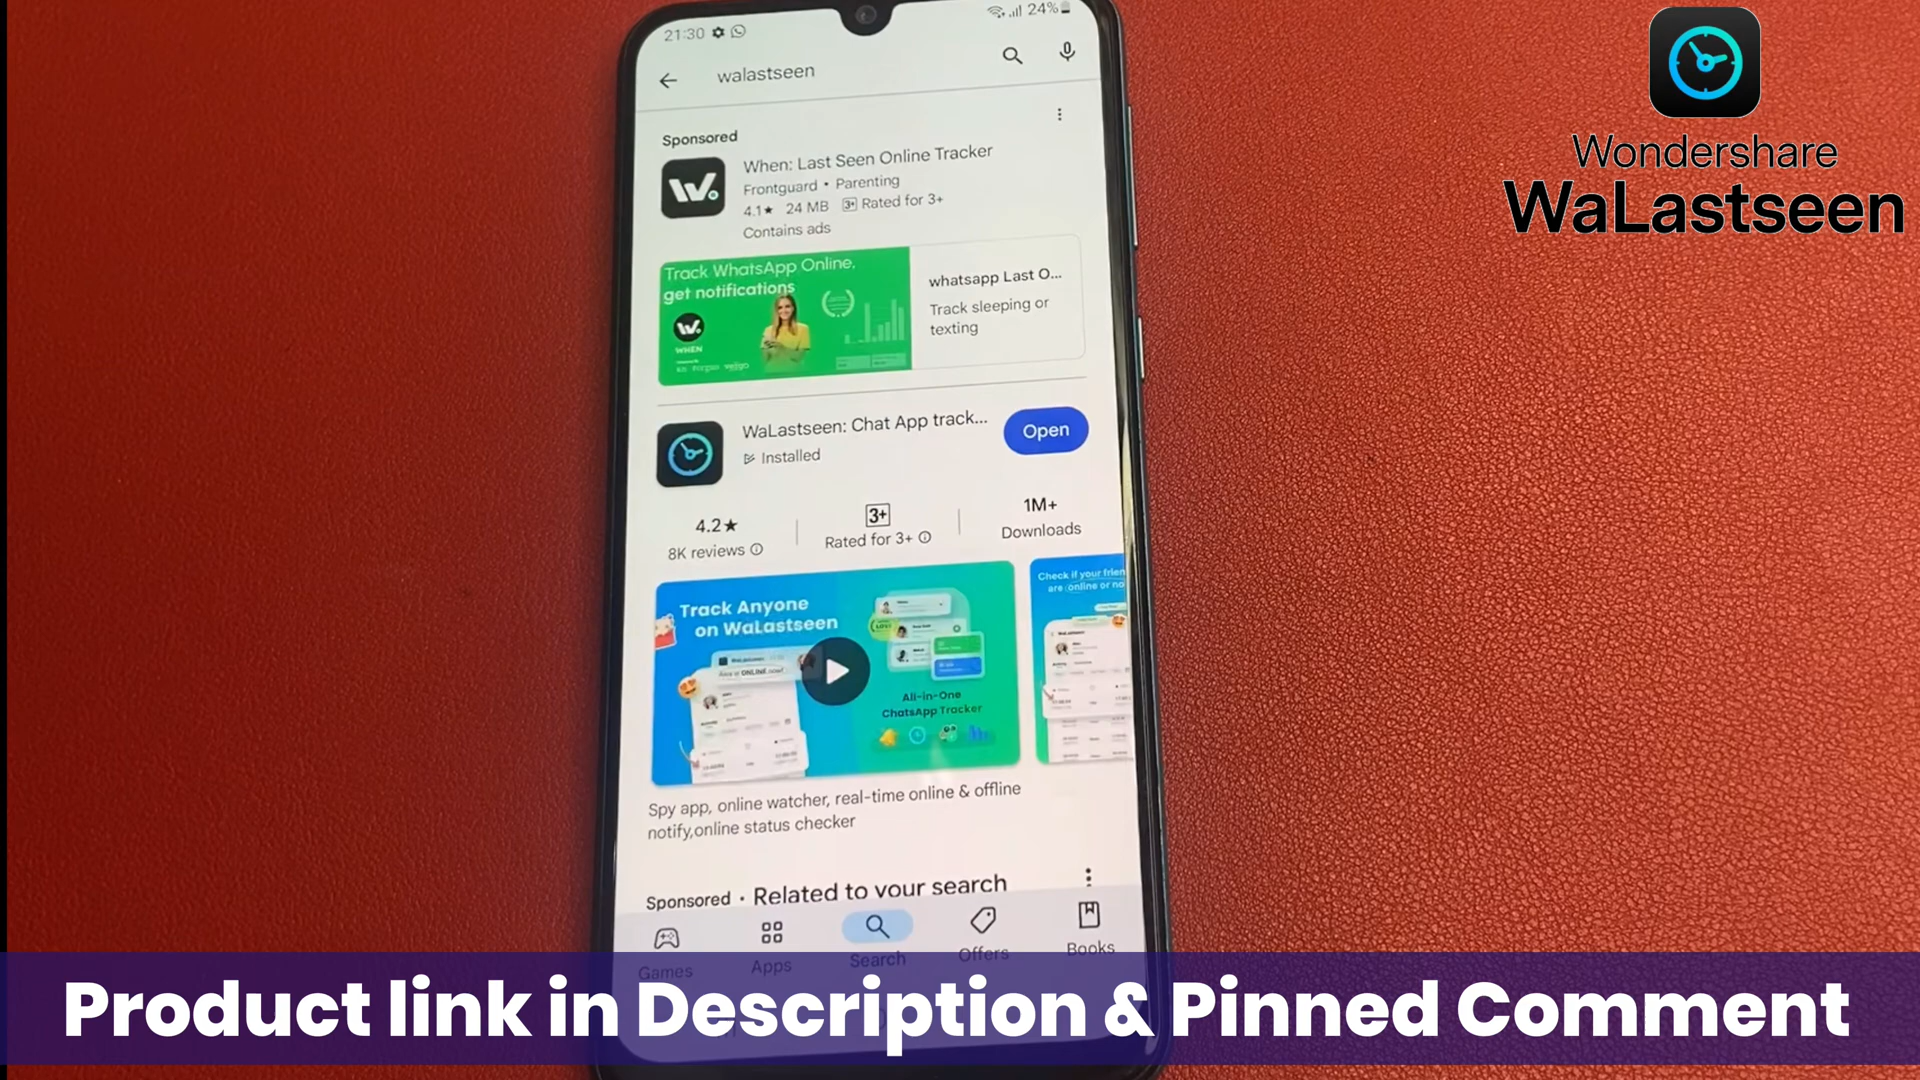 21:30
24%
walastseen
Sponsored
When: Last Seen Online Tracker
Frontguard • Parenting
4.1★ 24 MB 3+ Rated for 3+
Contains ads
Track WhatsApp Online,
get notifications
W.
WHEN
whatsapp Last O...
Track sleeping or
texting
WaLastseen: Chat App track...
Installed
Open
4.2★
8K reviews
3+
Rated for 3+
1M+
Downloads
Track Anyone
on WaLastseen
All-in-One
ChatsApp Tracker
Check if your frien
are online or no
Spy app, online watcher, real-time online & offline
notify,online status checker
Sponsored · Related to your search
Games
Apps
Search
Offers
Books
Wondershare
WaLastseen
Product link in Description & Pinned Comment